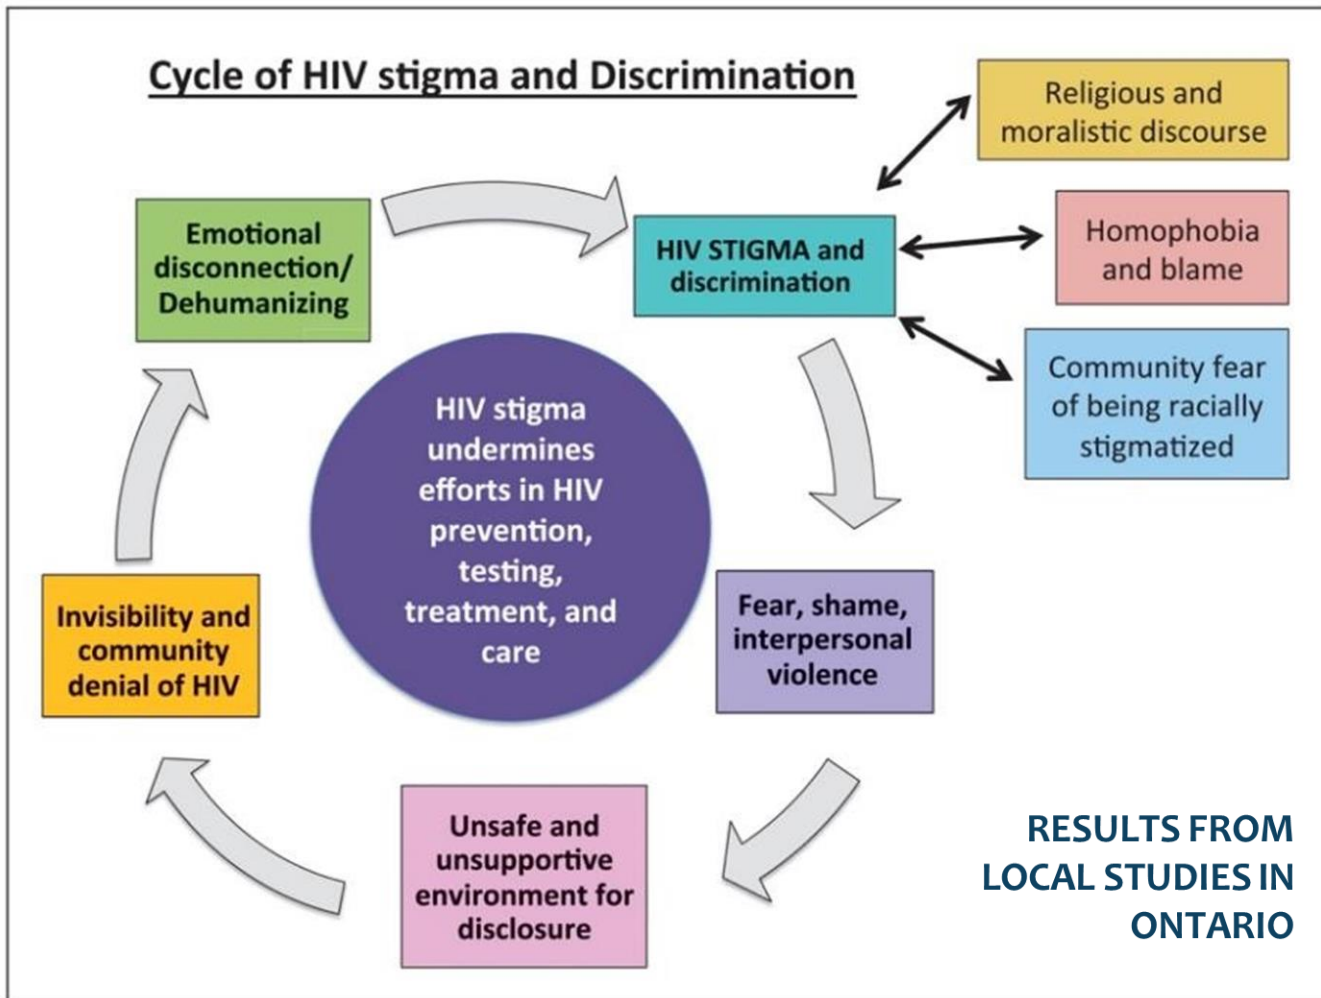 Cycle of HIV stigma and Discrimination
Religious and
moralistic discourse
Homophobia
and blame
Community fear
of being racially
stigmatized
HIV STIGMA and
discrimination
Emotional
disconnection/
Dehumanizing
HIV stigma
undermines
efforts in HIV
prevention,
testing,
treatment, and
care
Fear, shame,
interpersonal
violence
Invisibility and
community
denial of HIV
Unsafe and
unsupportive
environment for
disclosure
RESULTS FROM
LOCAL STUDIES IN
ONTARIO